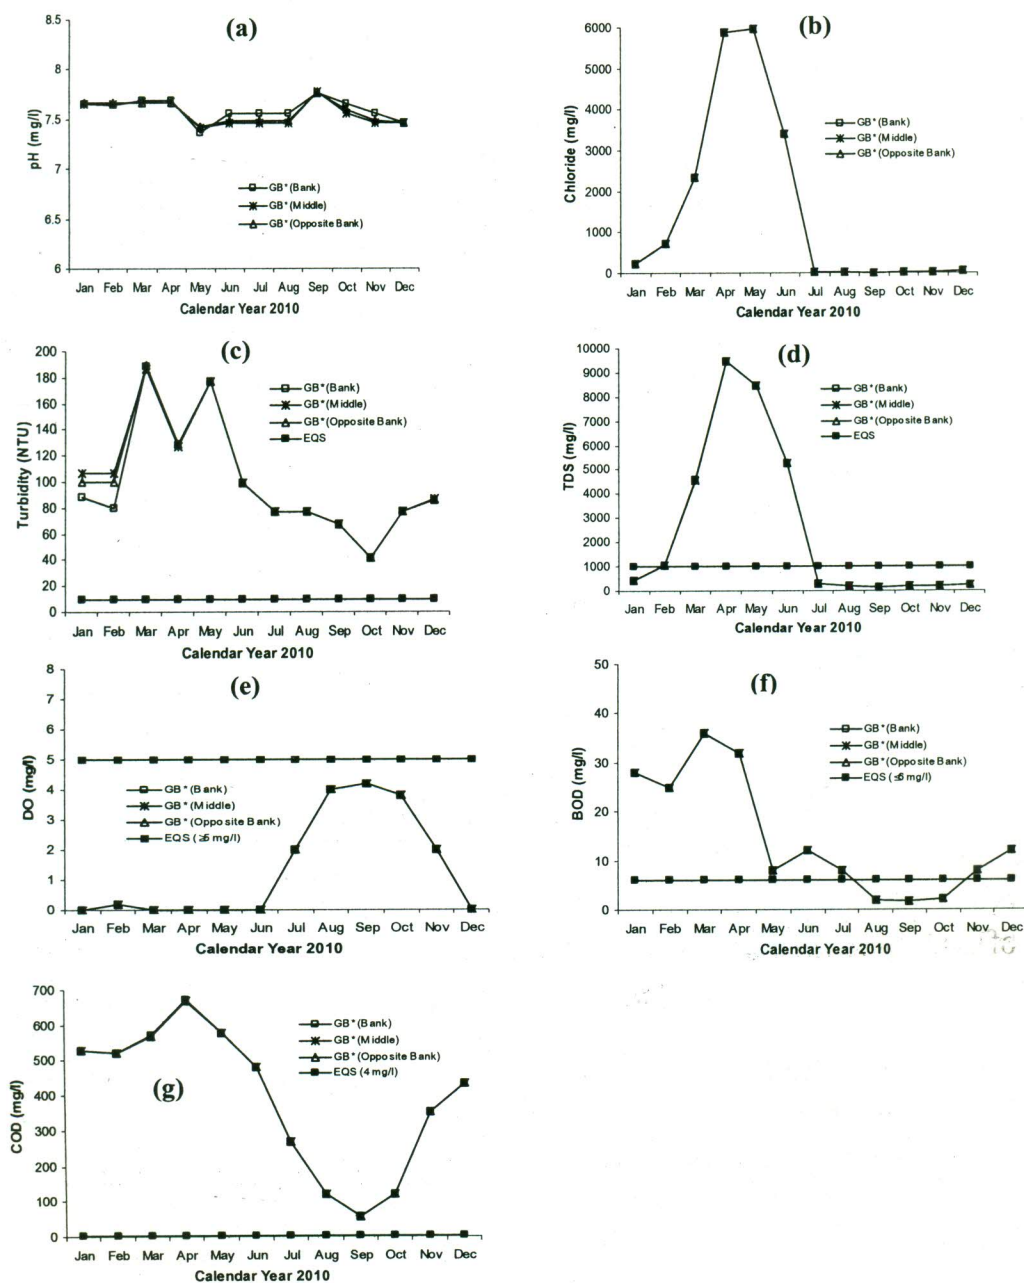 (a)
8.5
8
7.5
7
6.5
6
pH (mg/l)
GB*(Bank)
GB*(Middle)
GB*(Opposite Bank)
Jan Feb Mar Apr May Jun Jul Aug Sep Oct Nov Dec
Calendar Year 2010
(b)
6000
5000
4000
3000
2000
1000
0
Chloride (mg/l)
GB*(Bank)
GB*(Middle)
GB*(Opposite Bank)
Jan Feb Mar Apr May Jun Jul Aug Sep Oct Nov Dec
Calendar Year 2010
(c)
200
180
160
140
120
100
80
60
40
20
0
Turbidity (NTU)
GB*(Bank)
GB*(Middle)
GB*(Opposite Bank)
EQS
Jan Feb Mar Apr May Jun Jul Aug Sep Oct Nov Dec
Calendar Year 2010
(d)
10000
9000
8000
7000
6000
5000
4000
3000
2000
1000
0
TDS (mg/l)
GB*(Bank)
GB*(Middle)
GB*(Opposite Bank)
EQS
Jan Feb Mar Apr May Jun Jul Aug Sep Oct Nov Dec
Calendar Year 2010
(e)
8
7
6
5
4
3
2
1
0
DO (mg/l)
GB*(Bank)
GB*(Middle)
GB*(Opposite Bank)
EQS (≥5 mg/l)
Jan Feb Mar Apr May Jun Jul Aug Sep Oct Nov Dec
Calendar Year 2010
(f)
50
40
30
20
10
0
BOD (mg/l)
GB*(Bank)
GB*(Middle)
GB*(Opposite Bank)
EQS (≤6 mg/l)
Jan Feb Mar Apr May Jun Jul Aug Sep Oct Nov Dec
Calendar Year 2010
(g)
700
600
500
400
300
200
100
0
COD (mg/l)
GB*(Bank)
GB*(Middle)
GB*(Opposite Bank)
EQS (4 mg/l)
Jan Feb Mar Apr May Jun Jul Aug Sep Oct Nov Dec
Calendar Year 2010